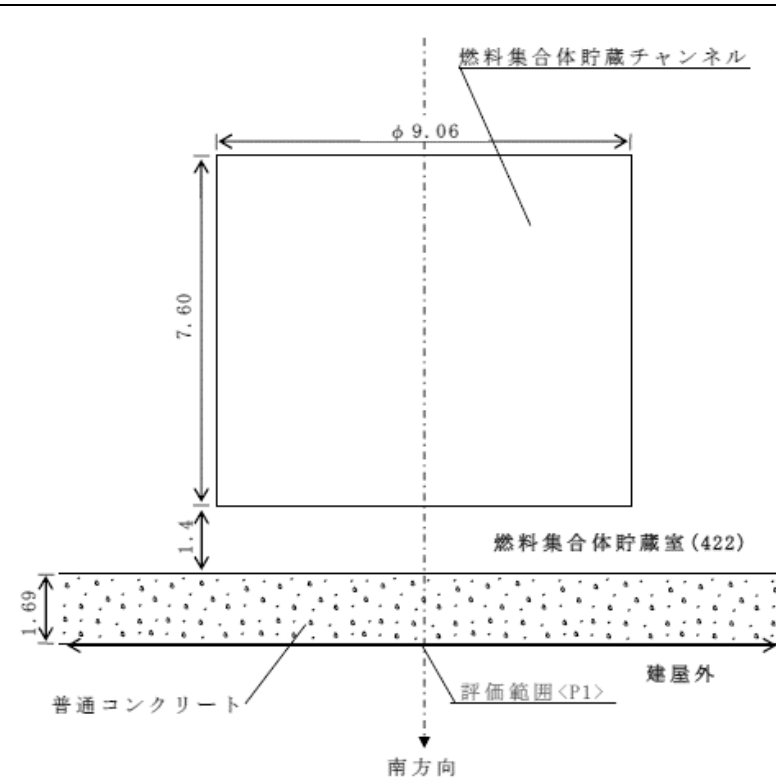 燃料集合体貯蔵チャンネル
φ9.06
7.60
1.4
燃料集合体貯蔵室(422)
1.69
建屋外
評価範囲<P1>
普通コンクリート
南方向